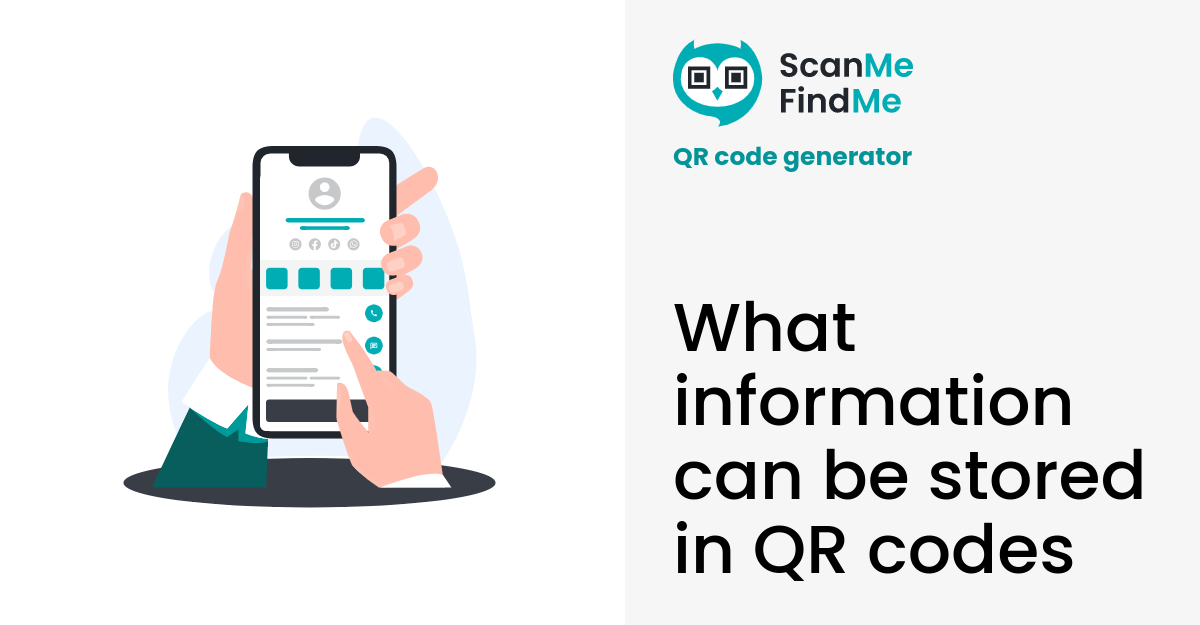 ScanMe
FindMe
QR code generator
What
information
can be stored
in QR codes